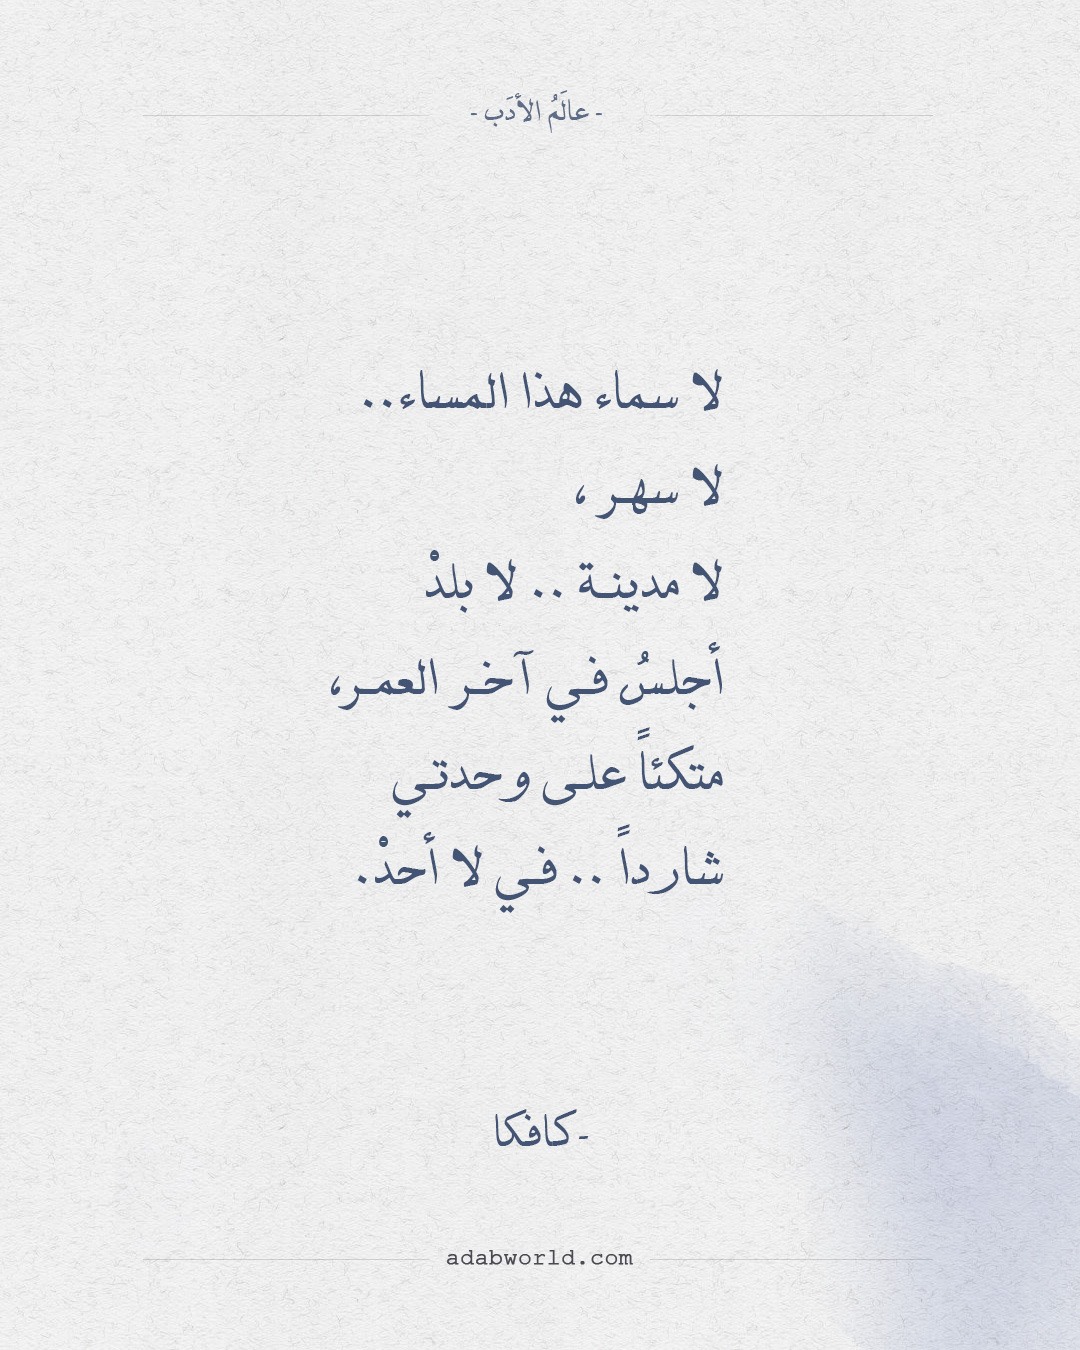 - عالَمُ الأدَب -
لا سماء هذا المساء..
لا سهر ،
لا مدينة .. لا بلدْ
أجلسُ في آخر العمر،
متكئاً على وحدتي
شارداً .. في لا أحدْ.
-كافكا
adabworld.com